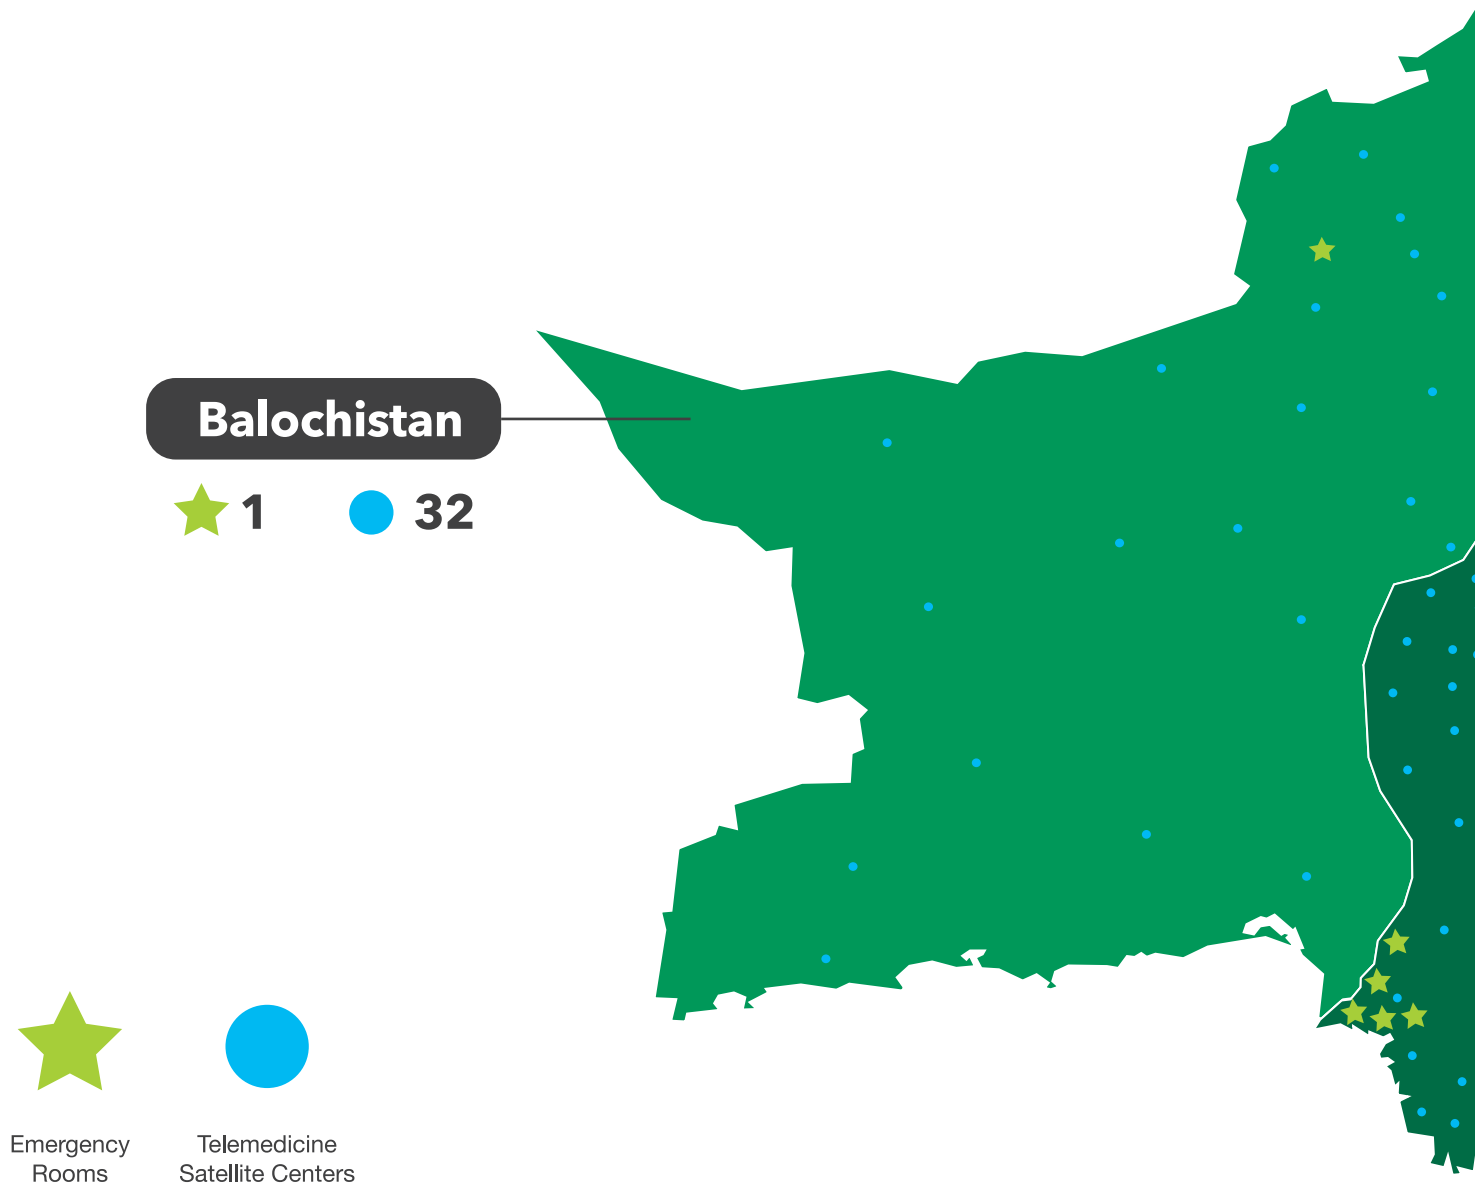 Balochistan
1 32
Emergency
Rooms
Telemedicine
Satellite Centers